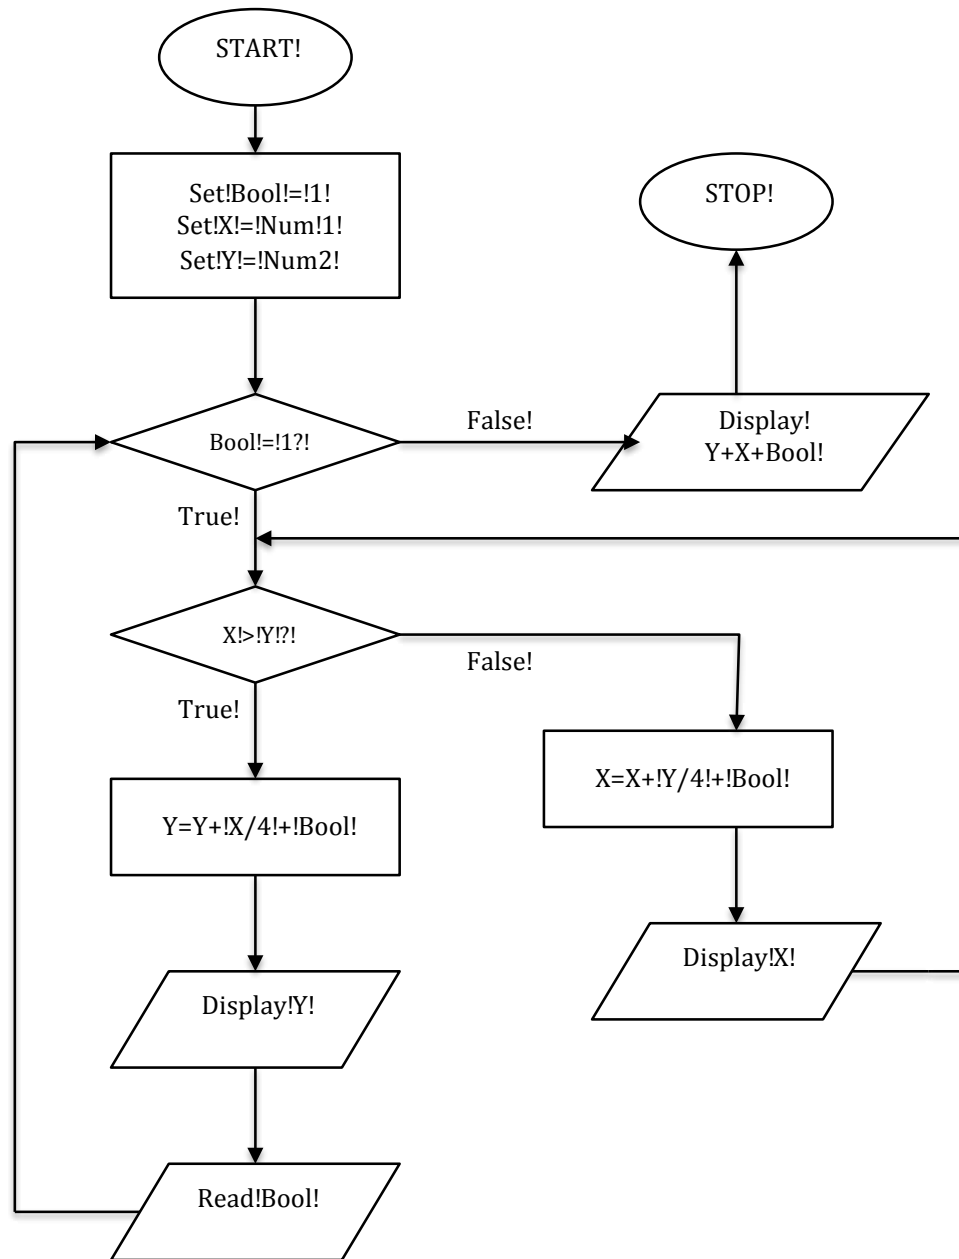 START!
Set!Bool!=!1!
Set!X!=!Num!1!
Set!Y!=!Num2!
STOP!
Bool!=!1?!
False!
Display!
Y+X+Bool!
True!
X!>!Y!?!
False!
True!
X=X+!Y/4!+!Bool!
Y=Y+!X/4!+!Bool!
Display!X!
Display!Y!
Read!Bool!